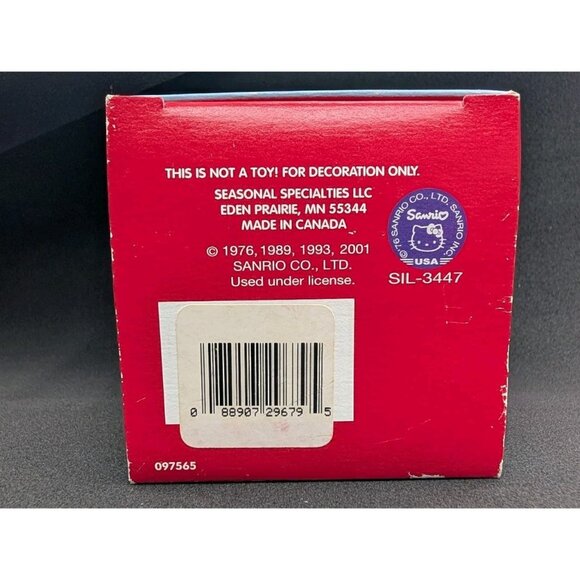 THIS IS NOT A TOY! FOR DECORATION ONLY.
SEASONAL SPECIALTIES LLC
EDEN PRAIRIE, MN 55344
MADE IN CANADA
© 1976, 1989, 1993, 2001
SANRIO CO., LTD.
Used under license.
©'76 SANRIO CO., LTD. SANRIO INC.
Sanrio
USA
SIL-3447
0 88907 29679 5
097565